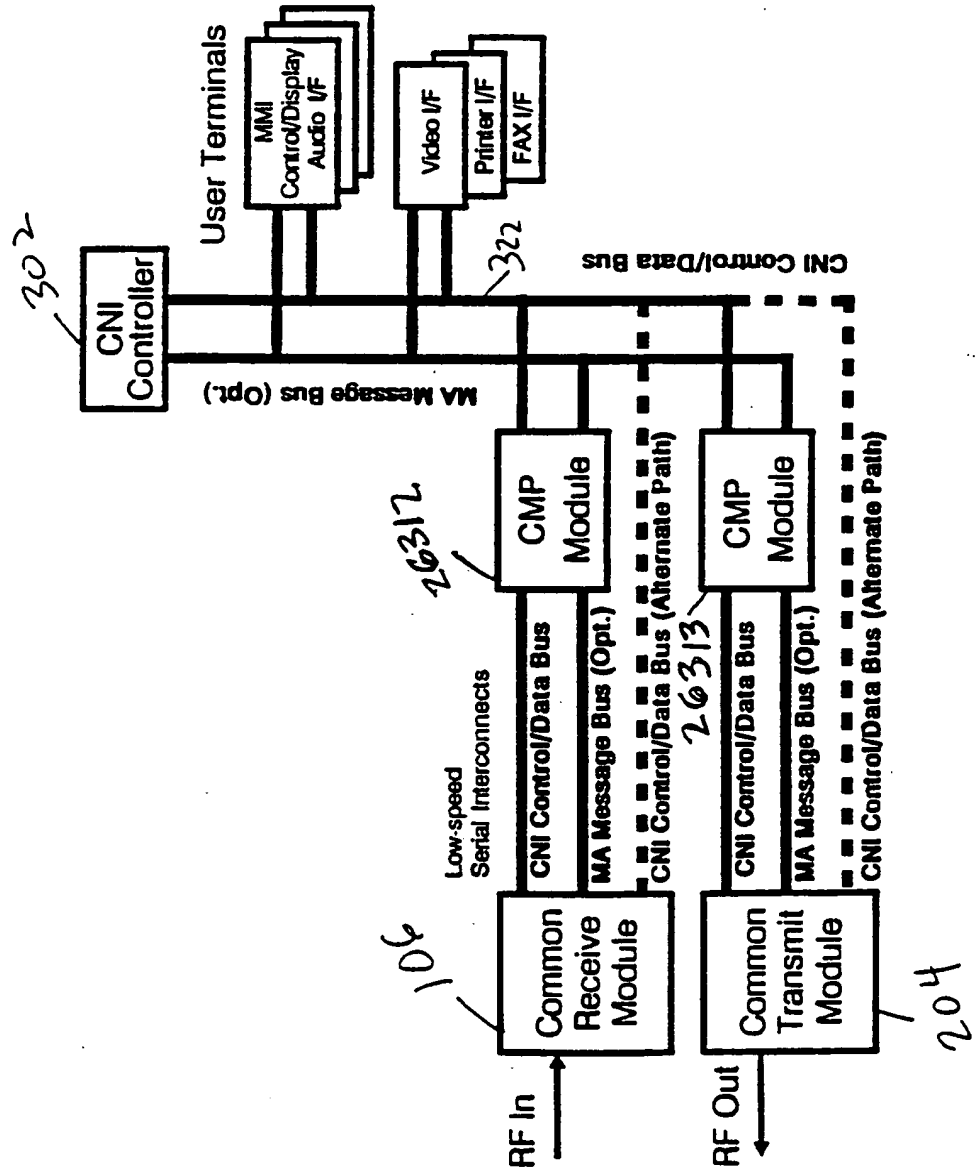 302
CNI
Controller
User Terminals
MMI
Control/Display
Audio I/F
Video I/F
Printer I/F
FAX I/F
322
CNI Control/Data Bus
MA Message Bus (Opt.)
26312
CMP
Module
26313
CMP
Module
Low-speed
Serial Interconnects
CNI Control/Data Bus
MA Message Bus (Opt.)
CNI Control/Data Bus (Alternate Path)
CNI Control/Data Bus
MA Message Bus (Opt.)
CNI Control/Data Bus (Alternate Path)
106
Common
Receive
Module
204
Common
Transmit
Module
RF In
RF Out